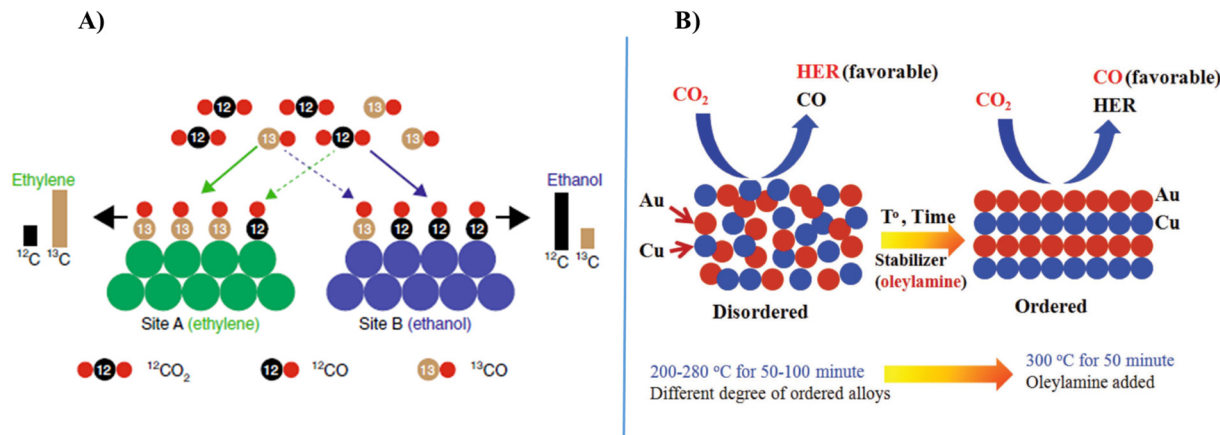 A)
12 12 13
12 13 12 13
Ethylene
12C 13C
13 13 13 12
Site A (ethylene)
13 12 12 12
Site B (ethanol)
Ethanol
12C 13C
12 12CO2
12 12CO
13 13CO
B)
CO2
HER (favorable)
CO
Au
Cu
Disordered
To, Time
Stabilizer
(oleylamine)
CO2
CO (favorable)
HER
Au
Cu
Ordered
200-280 oC for 50-100 minute
Different degree of ordered alloys
300 oC for 50 minute
Oleylamine added